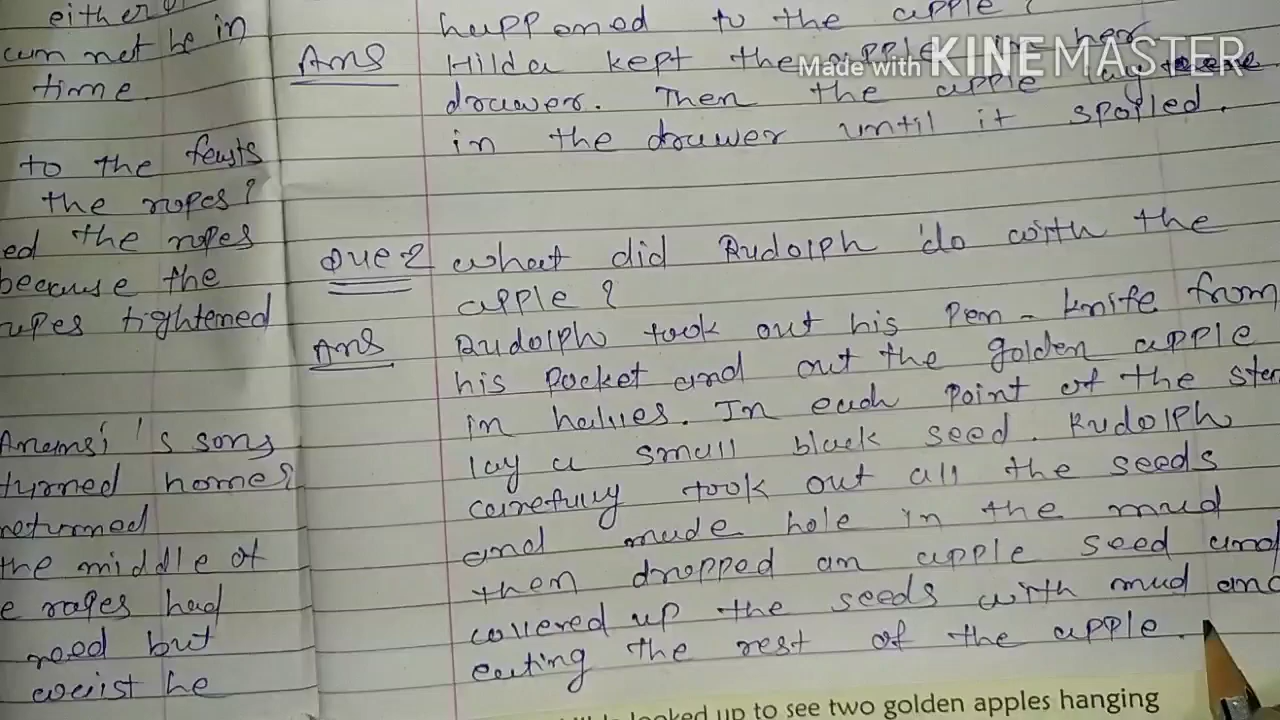 either
can not be in
time
to the feasts
the ropes?
ed the ropes
because the
upes tightened
Anansi's sons
turned home?
returned
the middle of
e ropes had
need but
waist he
happened to the apple?
Ans Hilda kept the apple in her
drawer. Then the apple lay
in the drawer until it spoiled.
Que 2 what did Rudolph do with the
apple?
Ans Rudolph took out his pen-knife from
his pocket and cut the golden apple
in halves. In each point of the star
lay a small black seed. Rudolph
carefully took out all the seeds
and made hole in the mud
then dropped an apple seed and
covered up the seeds with mud and
eating the rest of the apple.
looked up to see two golden apples hanging
Made with KINEMASTER